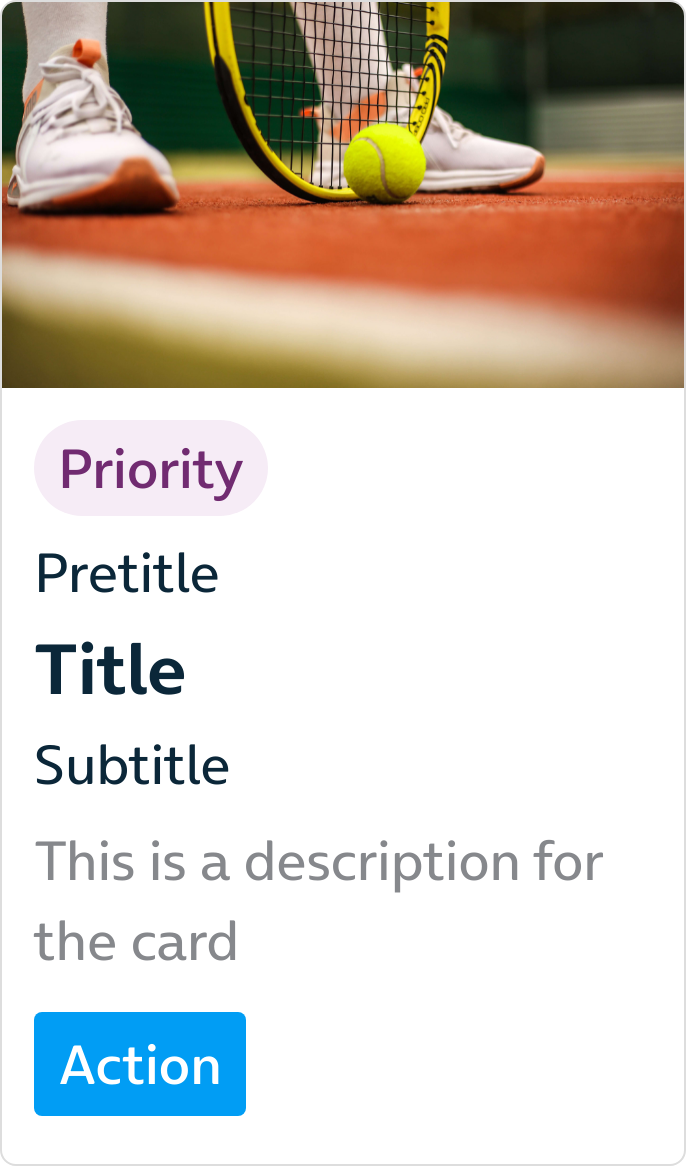 Priority
Pretitle
Title
Subtitle
This is a description for
the card
Action